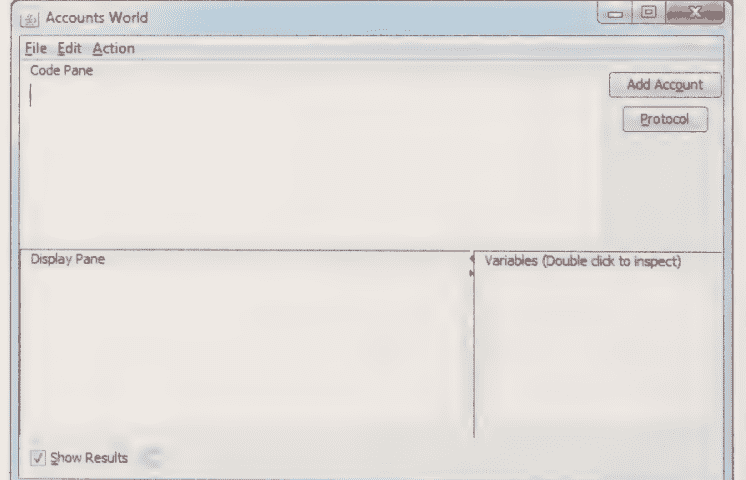 Accounts World
File Edit Action
Code Pane
Add Account
Protocol
Display Pane
Variables (Double click to inspect)
Show Results